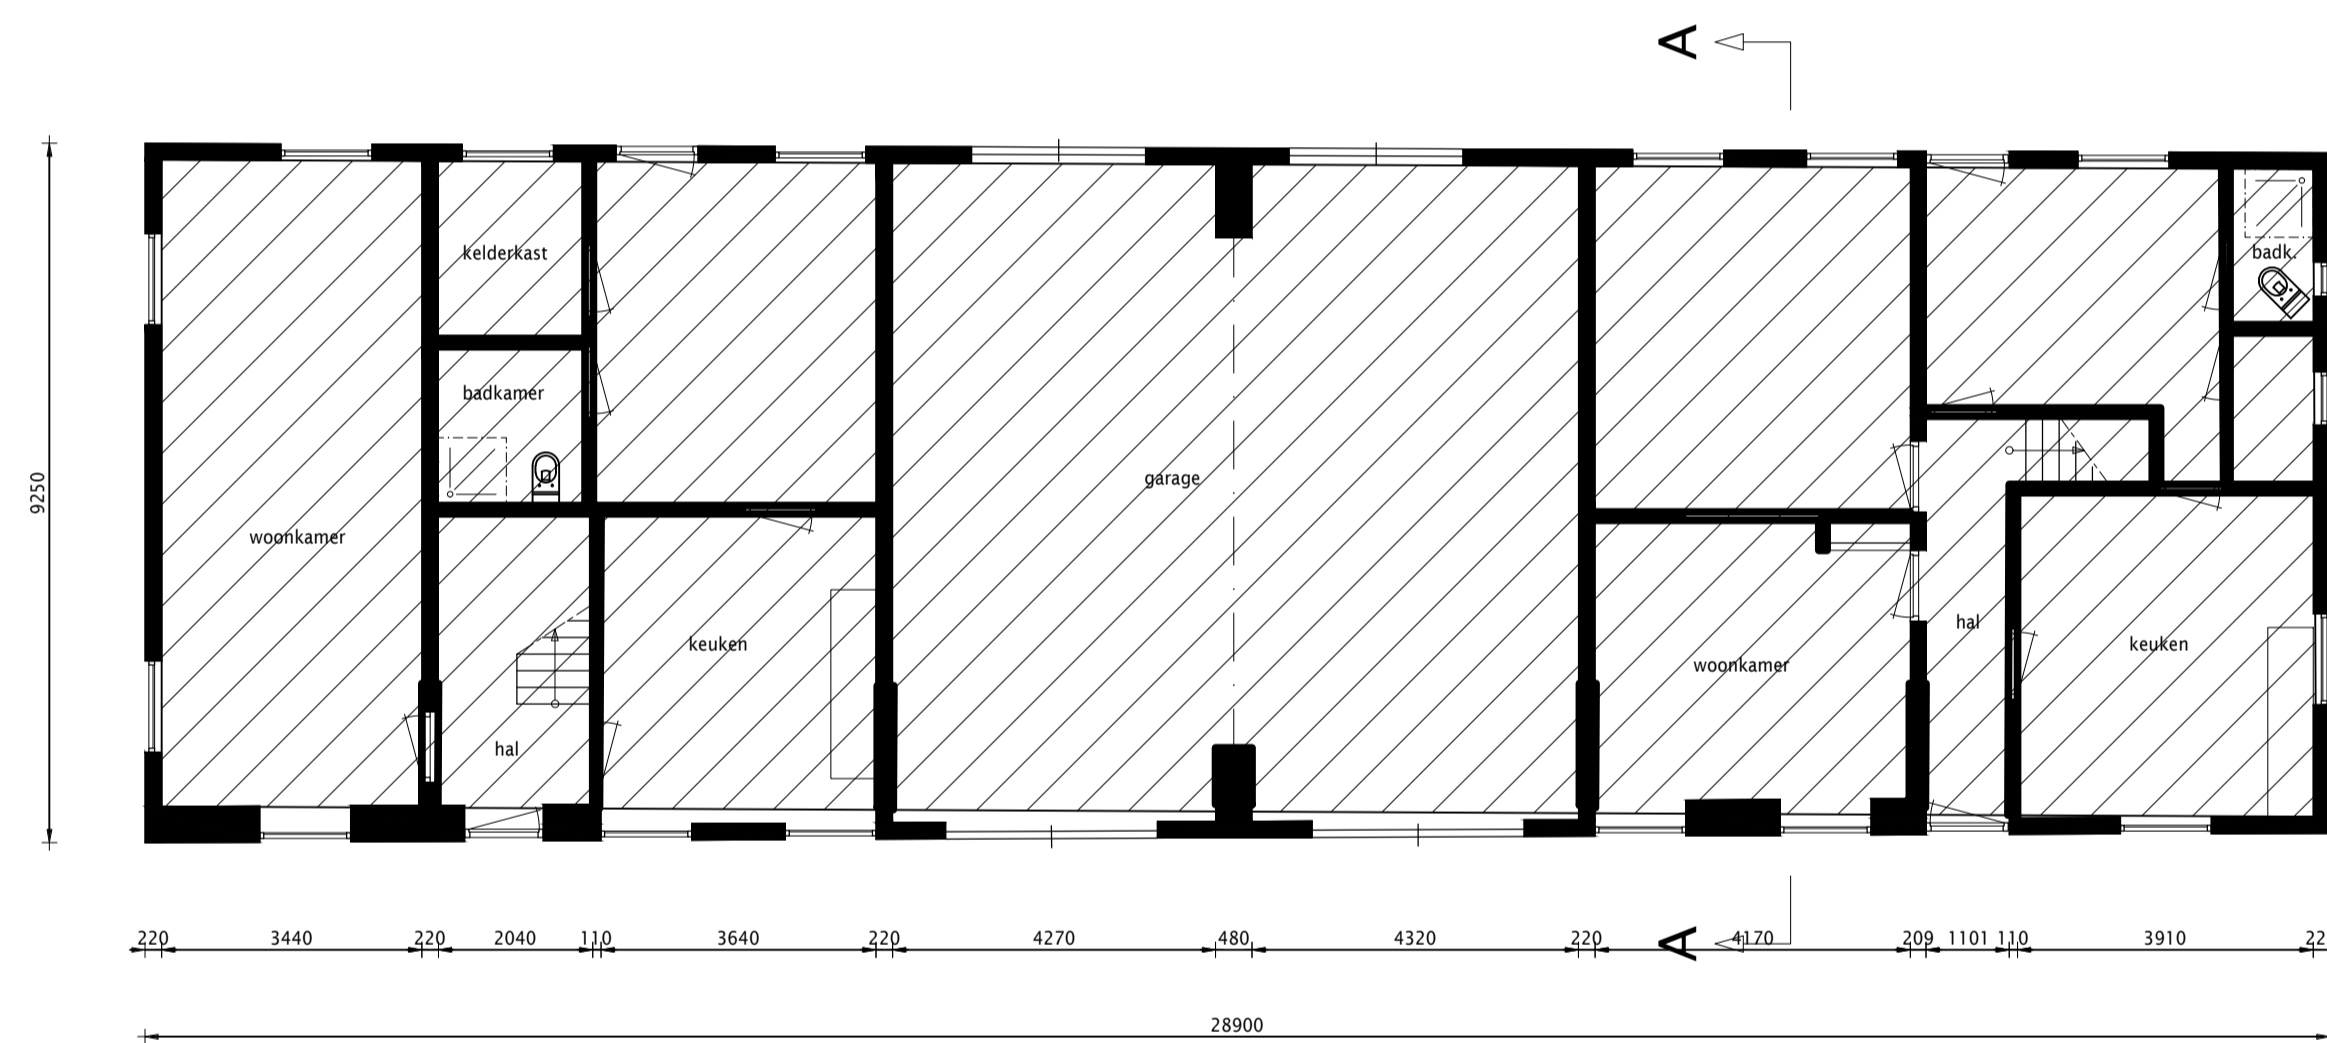 A
kelderkast
badk.
badkamer
9250
garage
woonkamer
hal
keuken
keuken
woonkamer
hal
220 3440 220 2040 110 3640 220 4270 480 4320 220 A 4170 209 1101 110 3910 22
28900